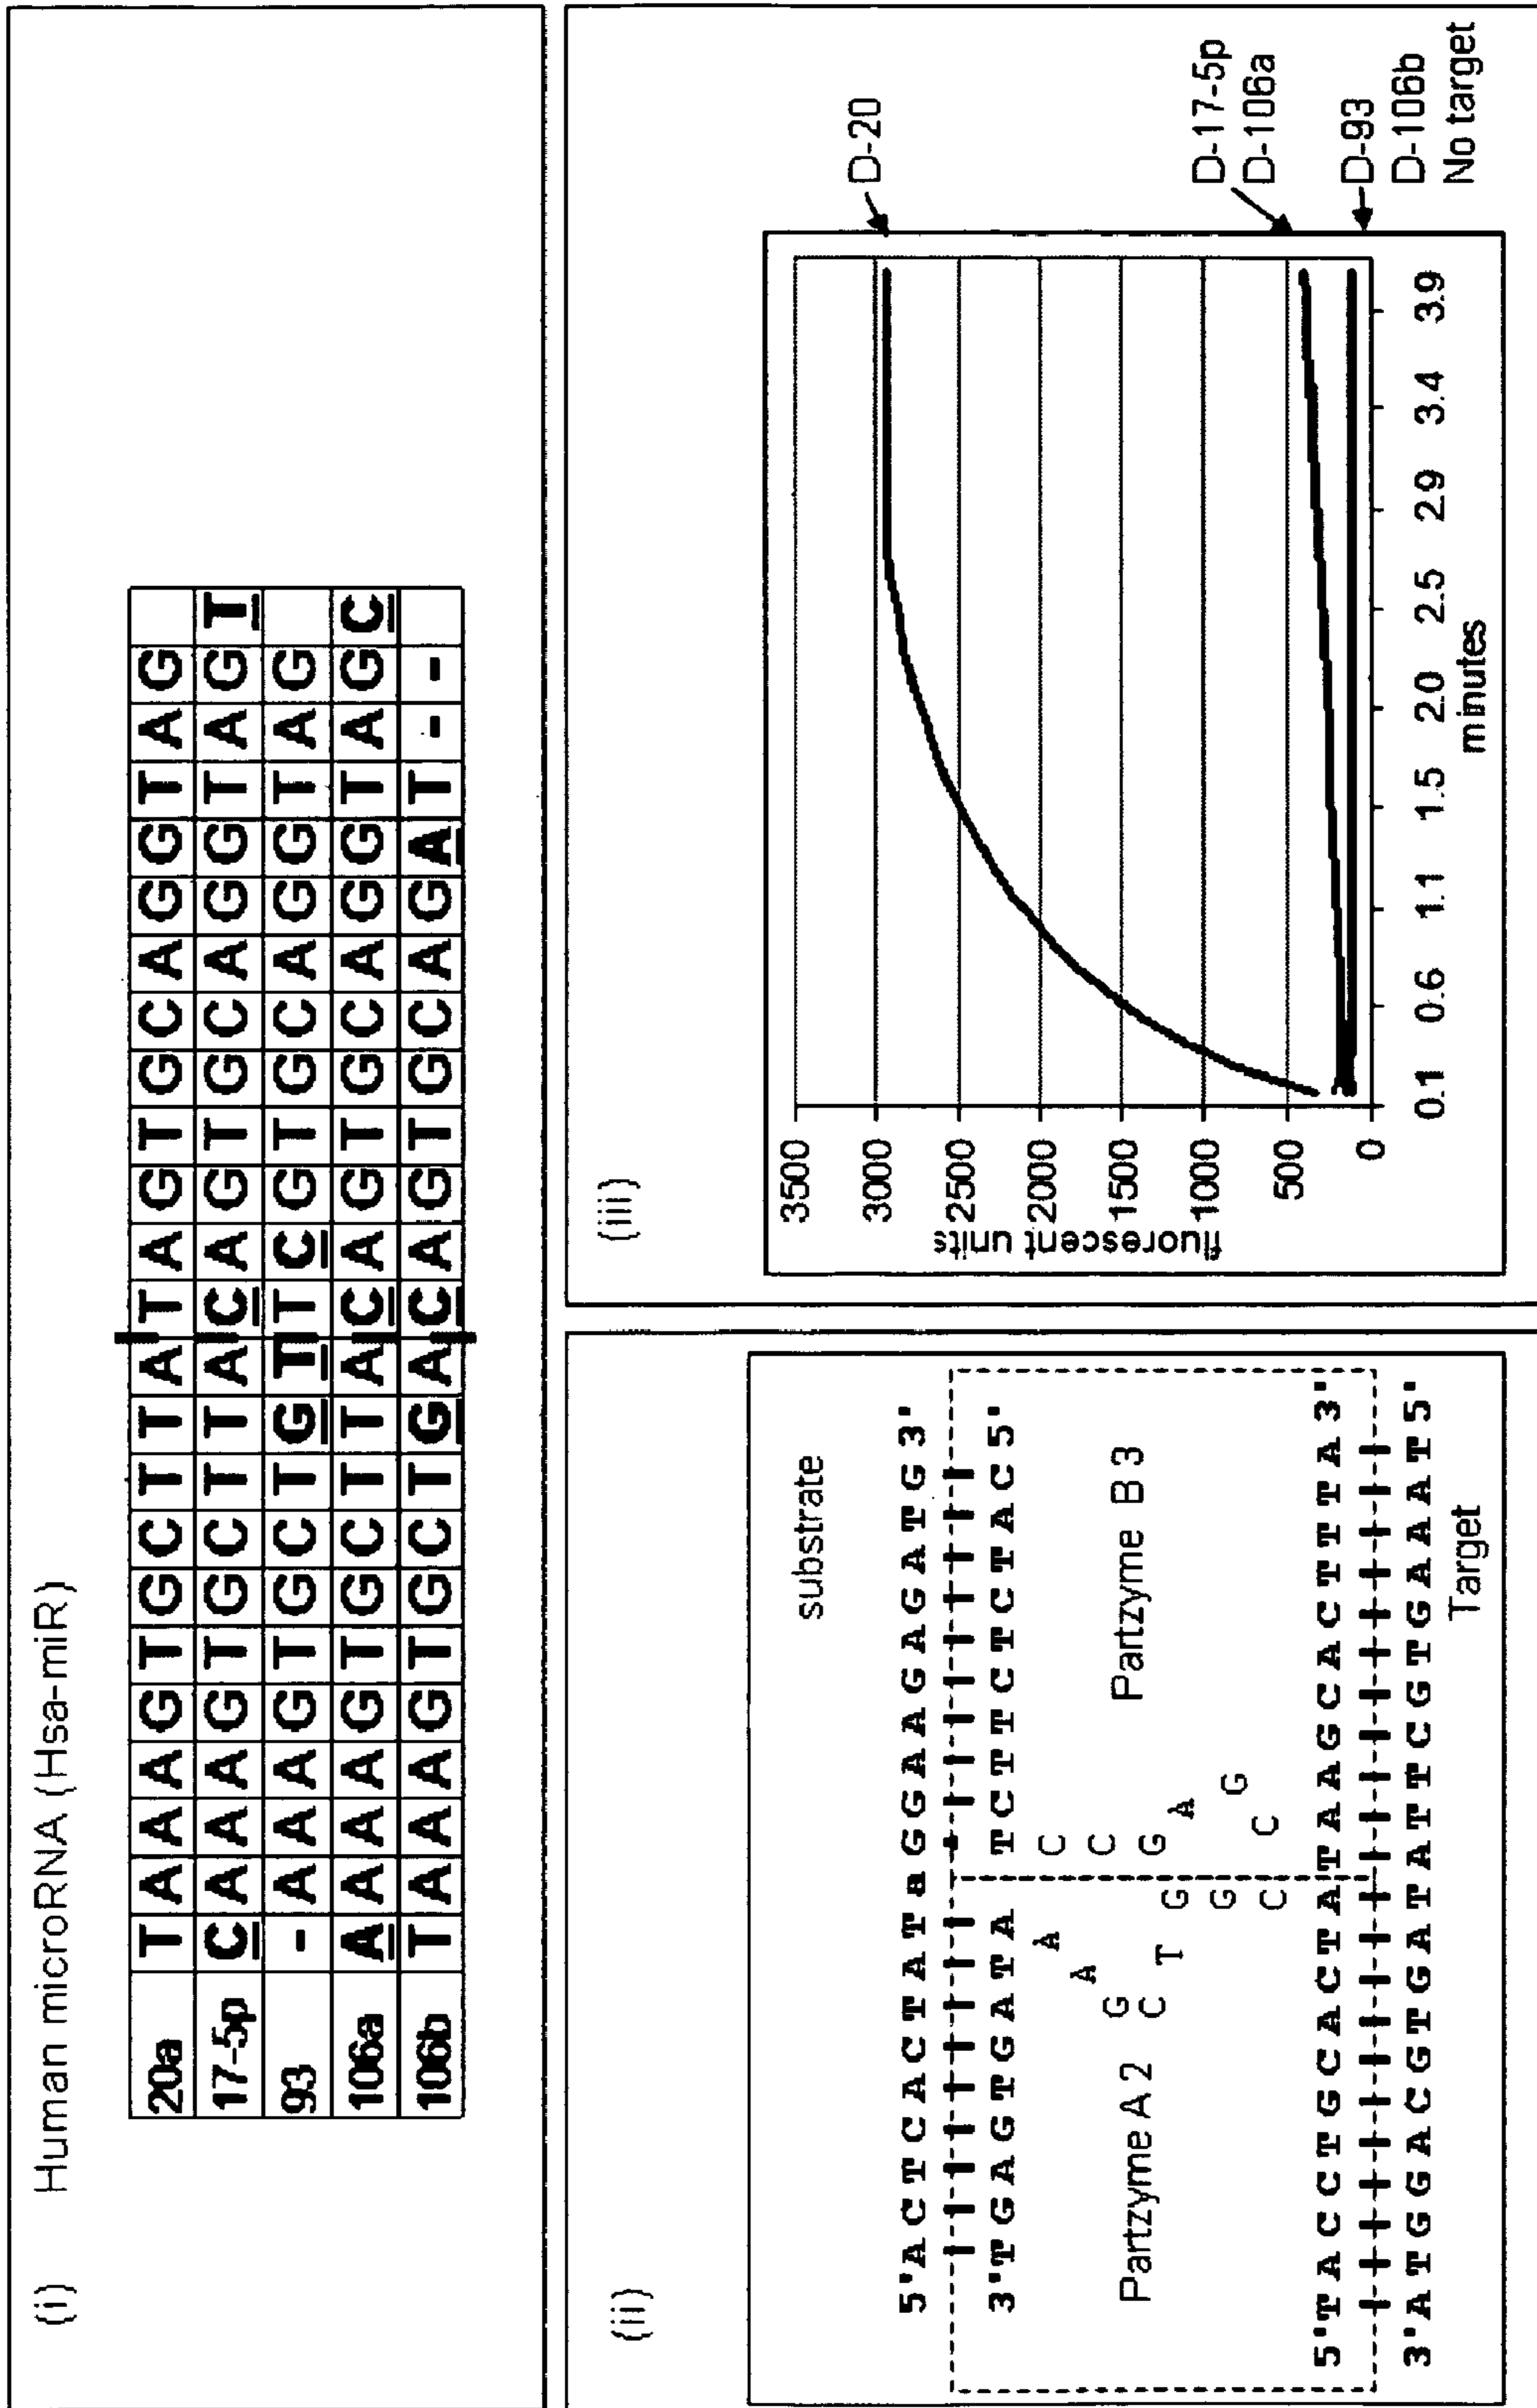 (i) Human microRNA (Hsa-miR)
20a T A A A G T G C T T A T A G T G C A G G T A G
17-5p C A A A G T G C T T A C A G T G C A G G T A G T
93 - A A A G T G C T G T T C G T G C A G G T A G
106a A A A A G T G C T T A C A G T G C A G G T A G C
106b T A A A G T G C T G A C A G T G C A G A T - -
(ii)
substrate
5'A C T C A C T A T a G G A A G A G A T G 3'
3'T G A G T G A T A T C T T C T C T A C 5'
A C
A C
G G
C A
T G
G C
G
C
Partzyme A 2 Partzyme B 3
5'T A C C T G C A C T A T A A G C A C T T T A 3'
3'A T G G A C G T G A T A T T C G T G A A A T 5'
Target
(iii)
fluorescent units
3500
3000
2500
2000
1500
1000
500
0
0.1 0.6 1.1 1.5 2.0 2.5 2.9 3.4 3.9
minutes
D-20
D-17-5p
D-106a
D-93
D-106b
No target